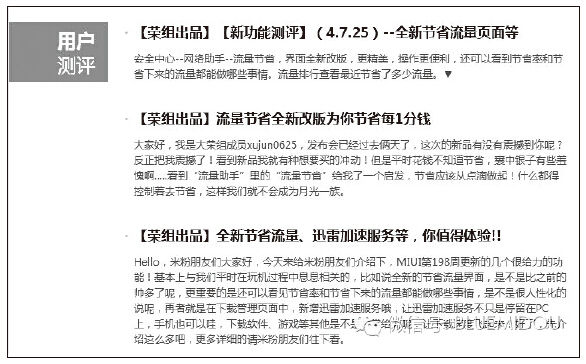 用户
测评
【荣组出品】【新功能测评】(4.7.25)--全新节省流量页面等
安全中心--网络助手--流量节省，界面全新改版，更精美，操作更便利，还可以看到节省率和节
省下来的流量都能做哪些事情。流量排行查看最近节省了多少流量。▼
【荣组出品】流量节省全新改版为你节省每1分钱
大家好，我是大荣组成员xujun0625，发布会已经过去俩天了，这次的新品有没有震撼到你呢？
反正把我震撼了！看到新品我就有种想要买的冲动！但是平时花钱不知道节省，囊中银子有些羞
愧啊.....看到“流量助手”里的“流量节省”给我了一个启发，节省应该从点滴做起！什么都得
控制着去节省，这样我们就不会成为月光一族。
【荣组出品】全新节省流量、迅雷加速服务等，你值得体验!!
Hello，米粉朋友们大家好，今天来给米粉朋友们介绍下，MIUI第198周更新的几个很给力的功
能！基本上与我们平时在玩机过程中息息相关的，比如说全新的节省流量界面，是不是比之前的
帅多了呢，更重要的是还可以看见节省率和节省下来的流量都能做哪些事情，是不是很人性化的
说呢，再者就是在下载管理页面中，新增迅雷加速服务哦，让迅雷加速服务不只是停留在PC
上，手机也可以哇，下载软件、游戏等其他是不
绍这么多吧，更多详细的请米粉朋友们往下看。